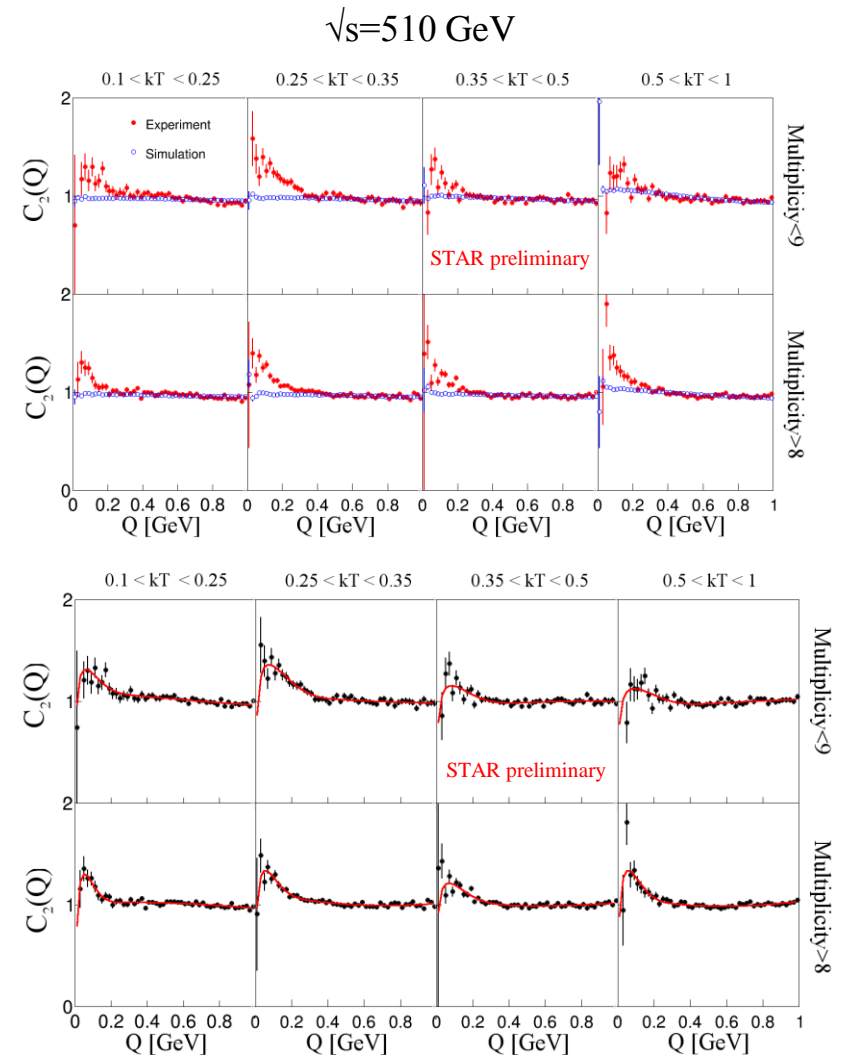 √s=510 GeV
0.1 < kT < 0.25 0.25 < kT < 0.35 0.35 < kT < 0.5 0.5 < kT < 1
2
Experiment
Simulation
C₂(Q)
1
Multipliciy<9
STAR preliminary
2
C₂(Q)
1
Multiplicity>8
0
0 0.2 0.4 0.6 0.8 0 0.2 0.4 0.6 0.8 0 0.2 0.4 0.6 0.8 0 0.2 0.4 0.6 0.8 1
Q [GeV] Q [GeV] Q [GeV] Q [GeV]
0.1 < kT < 0.25 0.25 < kT < 0.35 0.35 < kT < 0.5 0.5 < kT < 1
2
C₂(Q)
1
Multipliciy<9
STAR preliminary
2
C₂(Q)
1
Multiplicity>8
0
0 0.2 0.4 0.6 0.8 0 0.2 0.4 0.6 0.8 0 0.2 0.4 0.6 0.8 0 0.2 0.4 0.6 0.8 1
Q [GeV] Q [GeV] Q [GeV] Q [GeV]